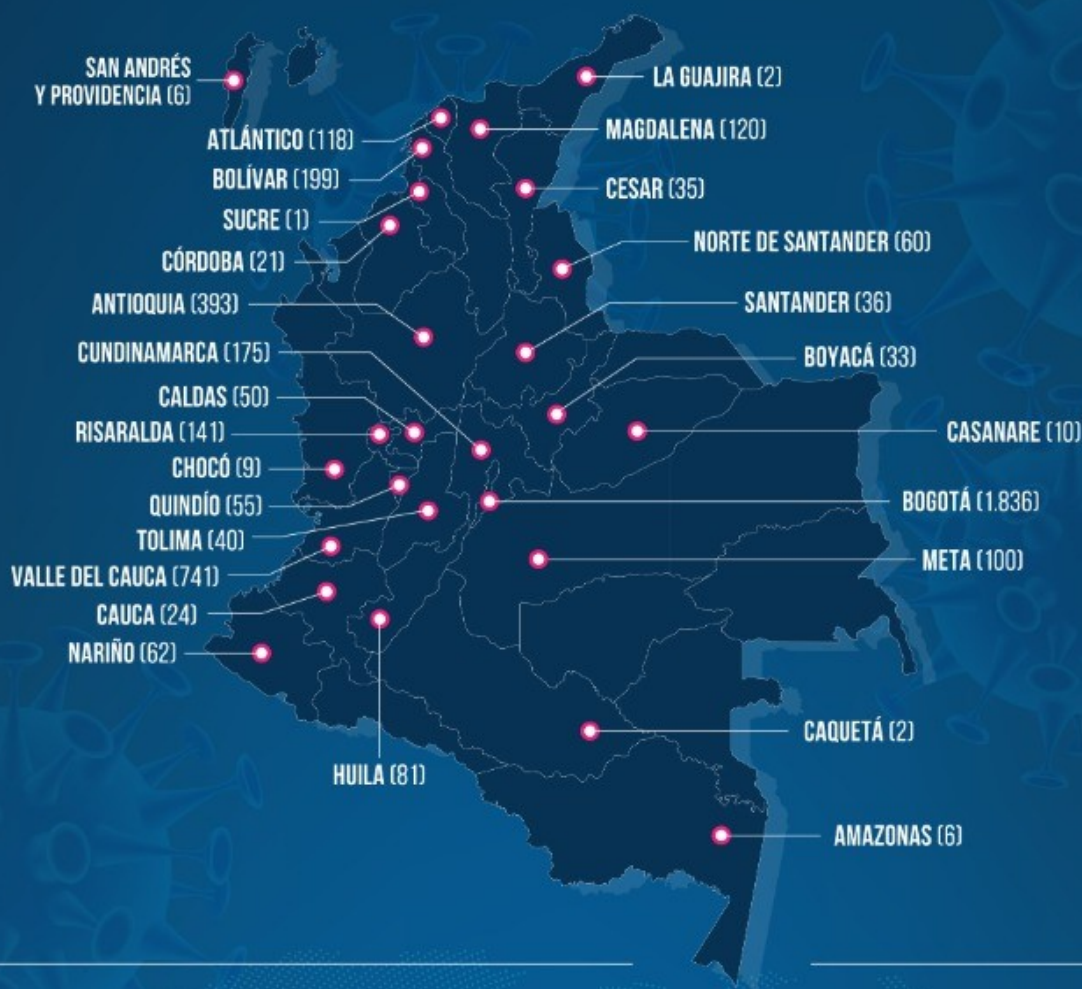 SAN ANDRÉS
Y PROVIDENCIA (6)
ATLÁNTICO (118)
BOLÍVAR (199)
SUCRE (1)
CÓRDOBA (21)
ANTIOQUIA (393)
CUNDINAMARCA (175)
CALDAS (50)
RISARALDA (141)
CHOCÓ (9)
QUINDÍO (55)
TOLIMA (40)
VALLE DEL CAUCA (741)
CAUCA (24)
NARIÑO (62)
HUILA (81)
LA GUAJIRA (2)
MAGDALENA (120)
CESAR (35)
NORTE DE SANTANDER (60)
SANTANDER (36)
BOYACÁ (33)
CASANARE (10)
BOGOTÁ (1.836)
META (100)
CAQUETÁ (2)
AMAZONAS (6)